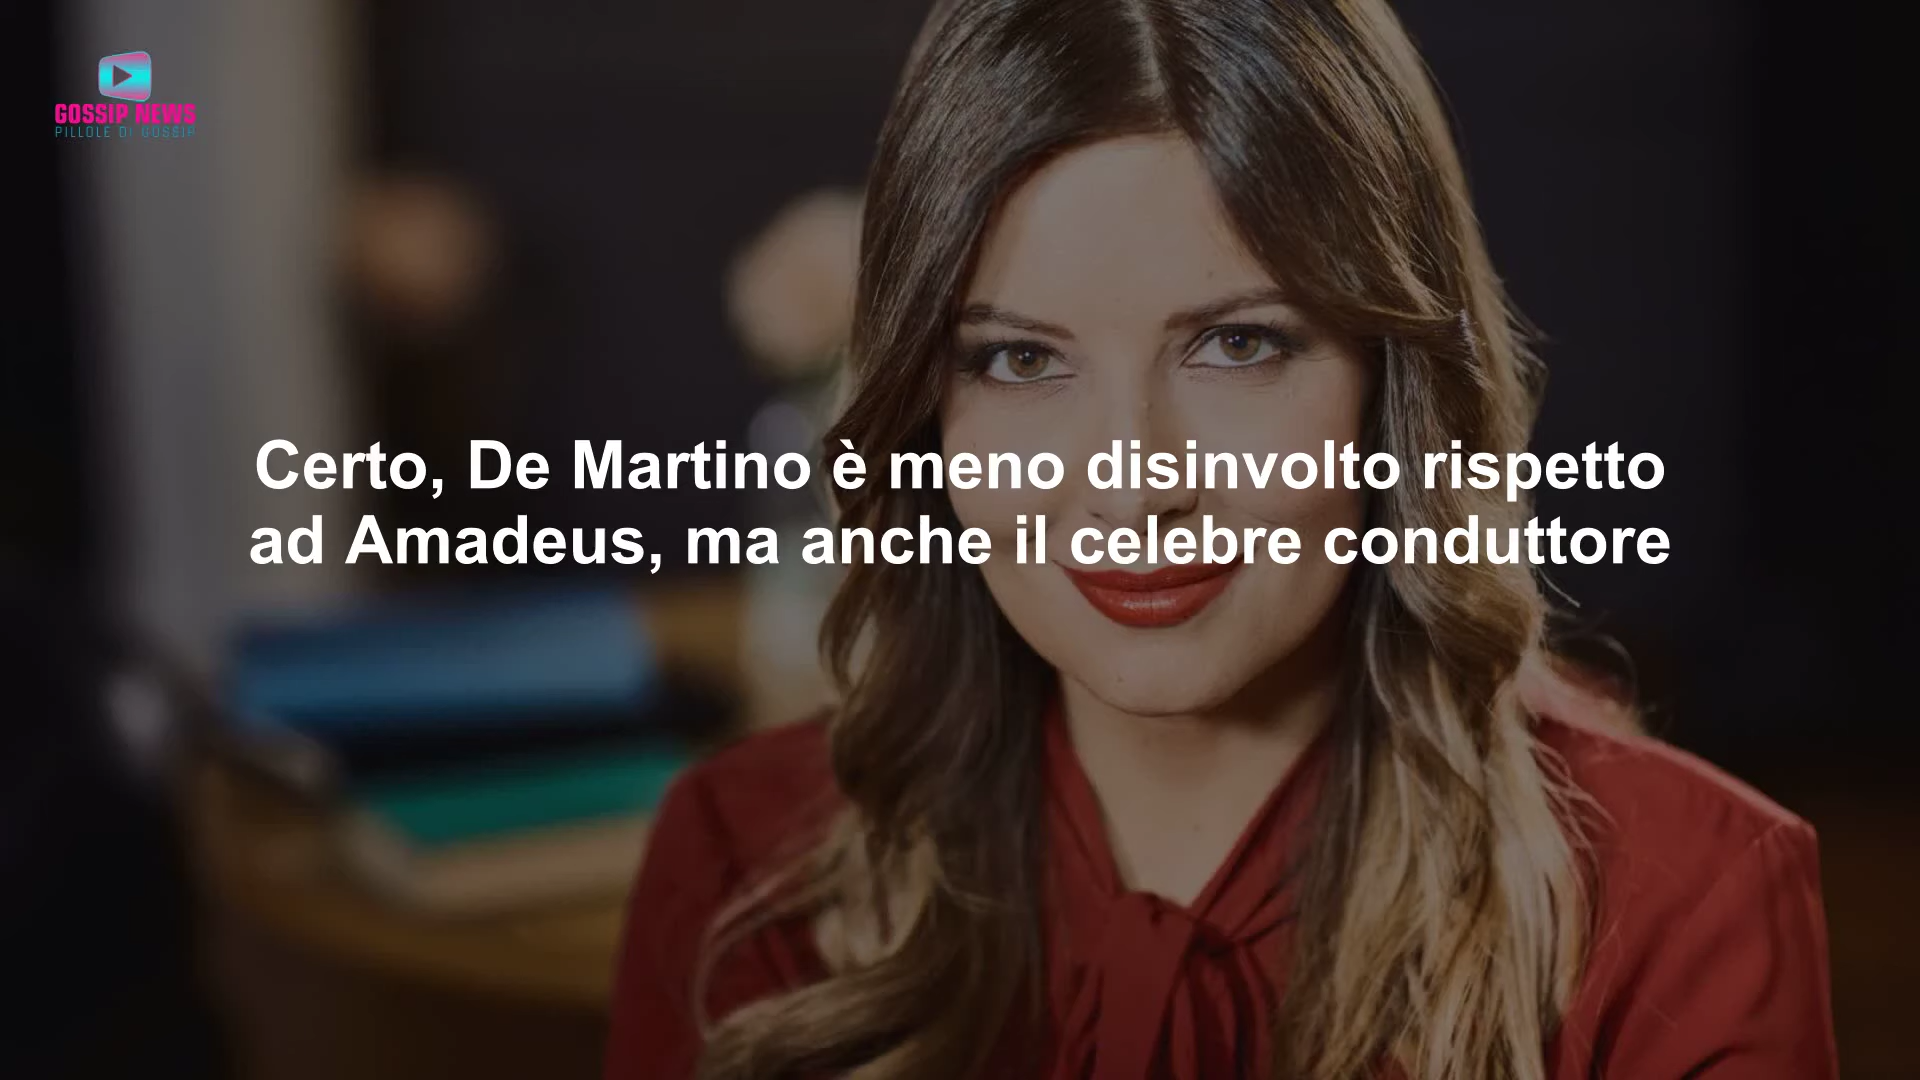 GOSSIP NEWS
PILLOLE DI GOSSIP
Certo, De Martino è meno disinvolto rispetto
ad Amadeus, ma anche il celebre conduttore